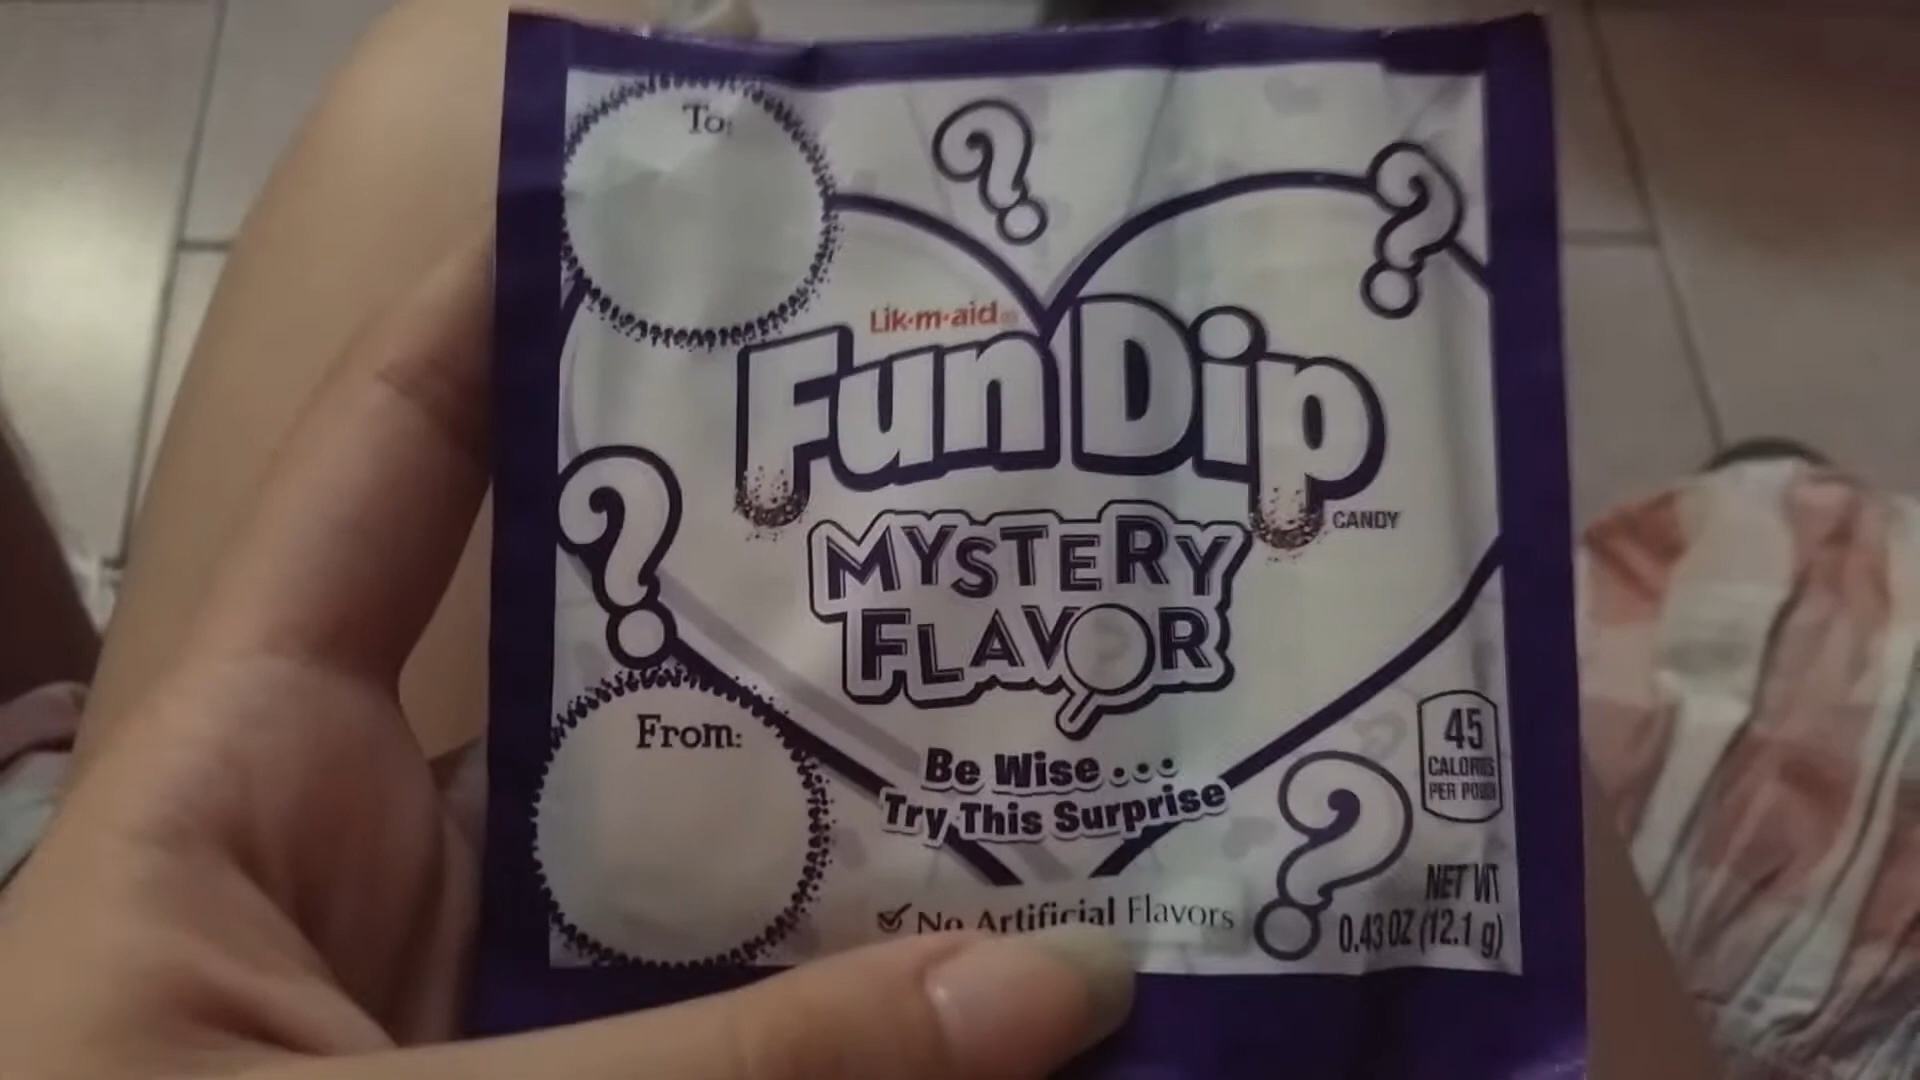 To:
Lik·m·aid®
Fun Dip
CANDY
MYSTERY
FLAVOR
From:
Be Wise...
Try This Surprise
45
CALORIES
PER POUCH
✓ No Artificial Flavors
NET WT
0.43 OZ (12.1 g)